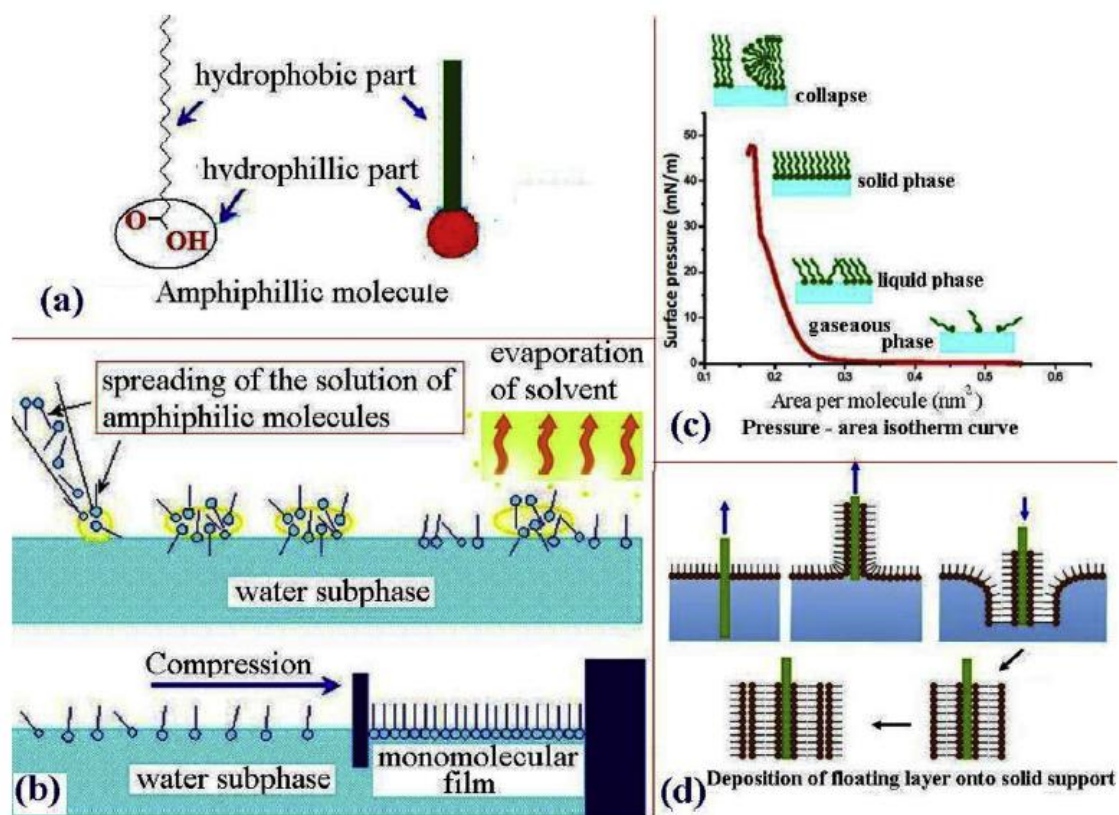 hydrophobic part
hydrophillic part
O
OH
(a)
Amphiphillic molecule
spreading of the solution of
amphiphilic molecules
evaporation
of solvent
water subphase
Compression
water subphase
monomolecular
film
(b)
collapse
solid phase
liquid phase
gaseaous
phase
Surface pressure (mN/m)
50
40
30
20
10
0
0.1 0.2 0.3 0.4 0.5 0.6
Area per molecule (nm²)
(c)
Pressure - area isotherm curve
Deposition of floating layer onto solid support
(d)